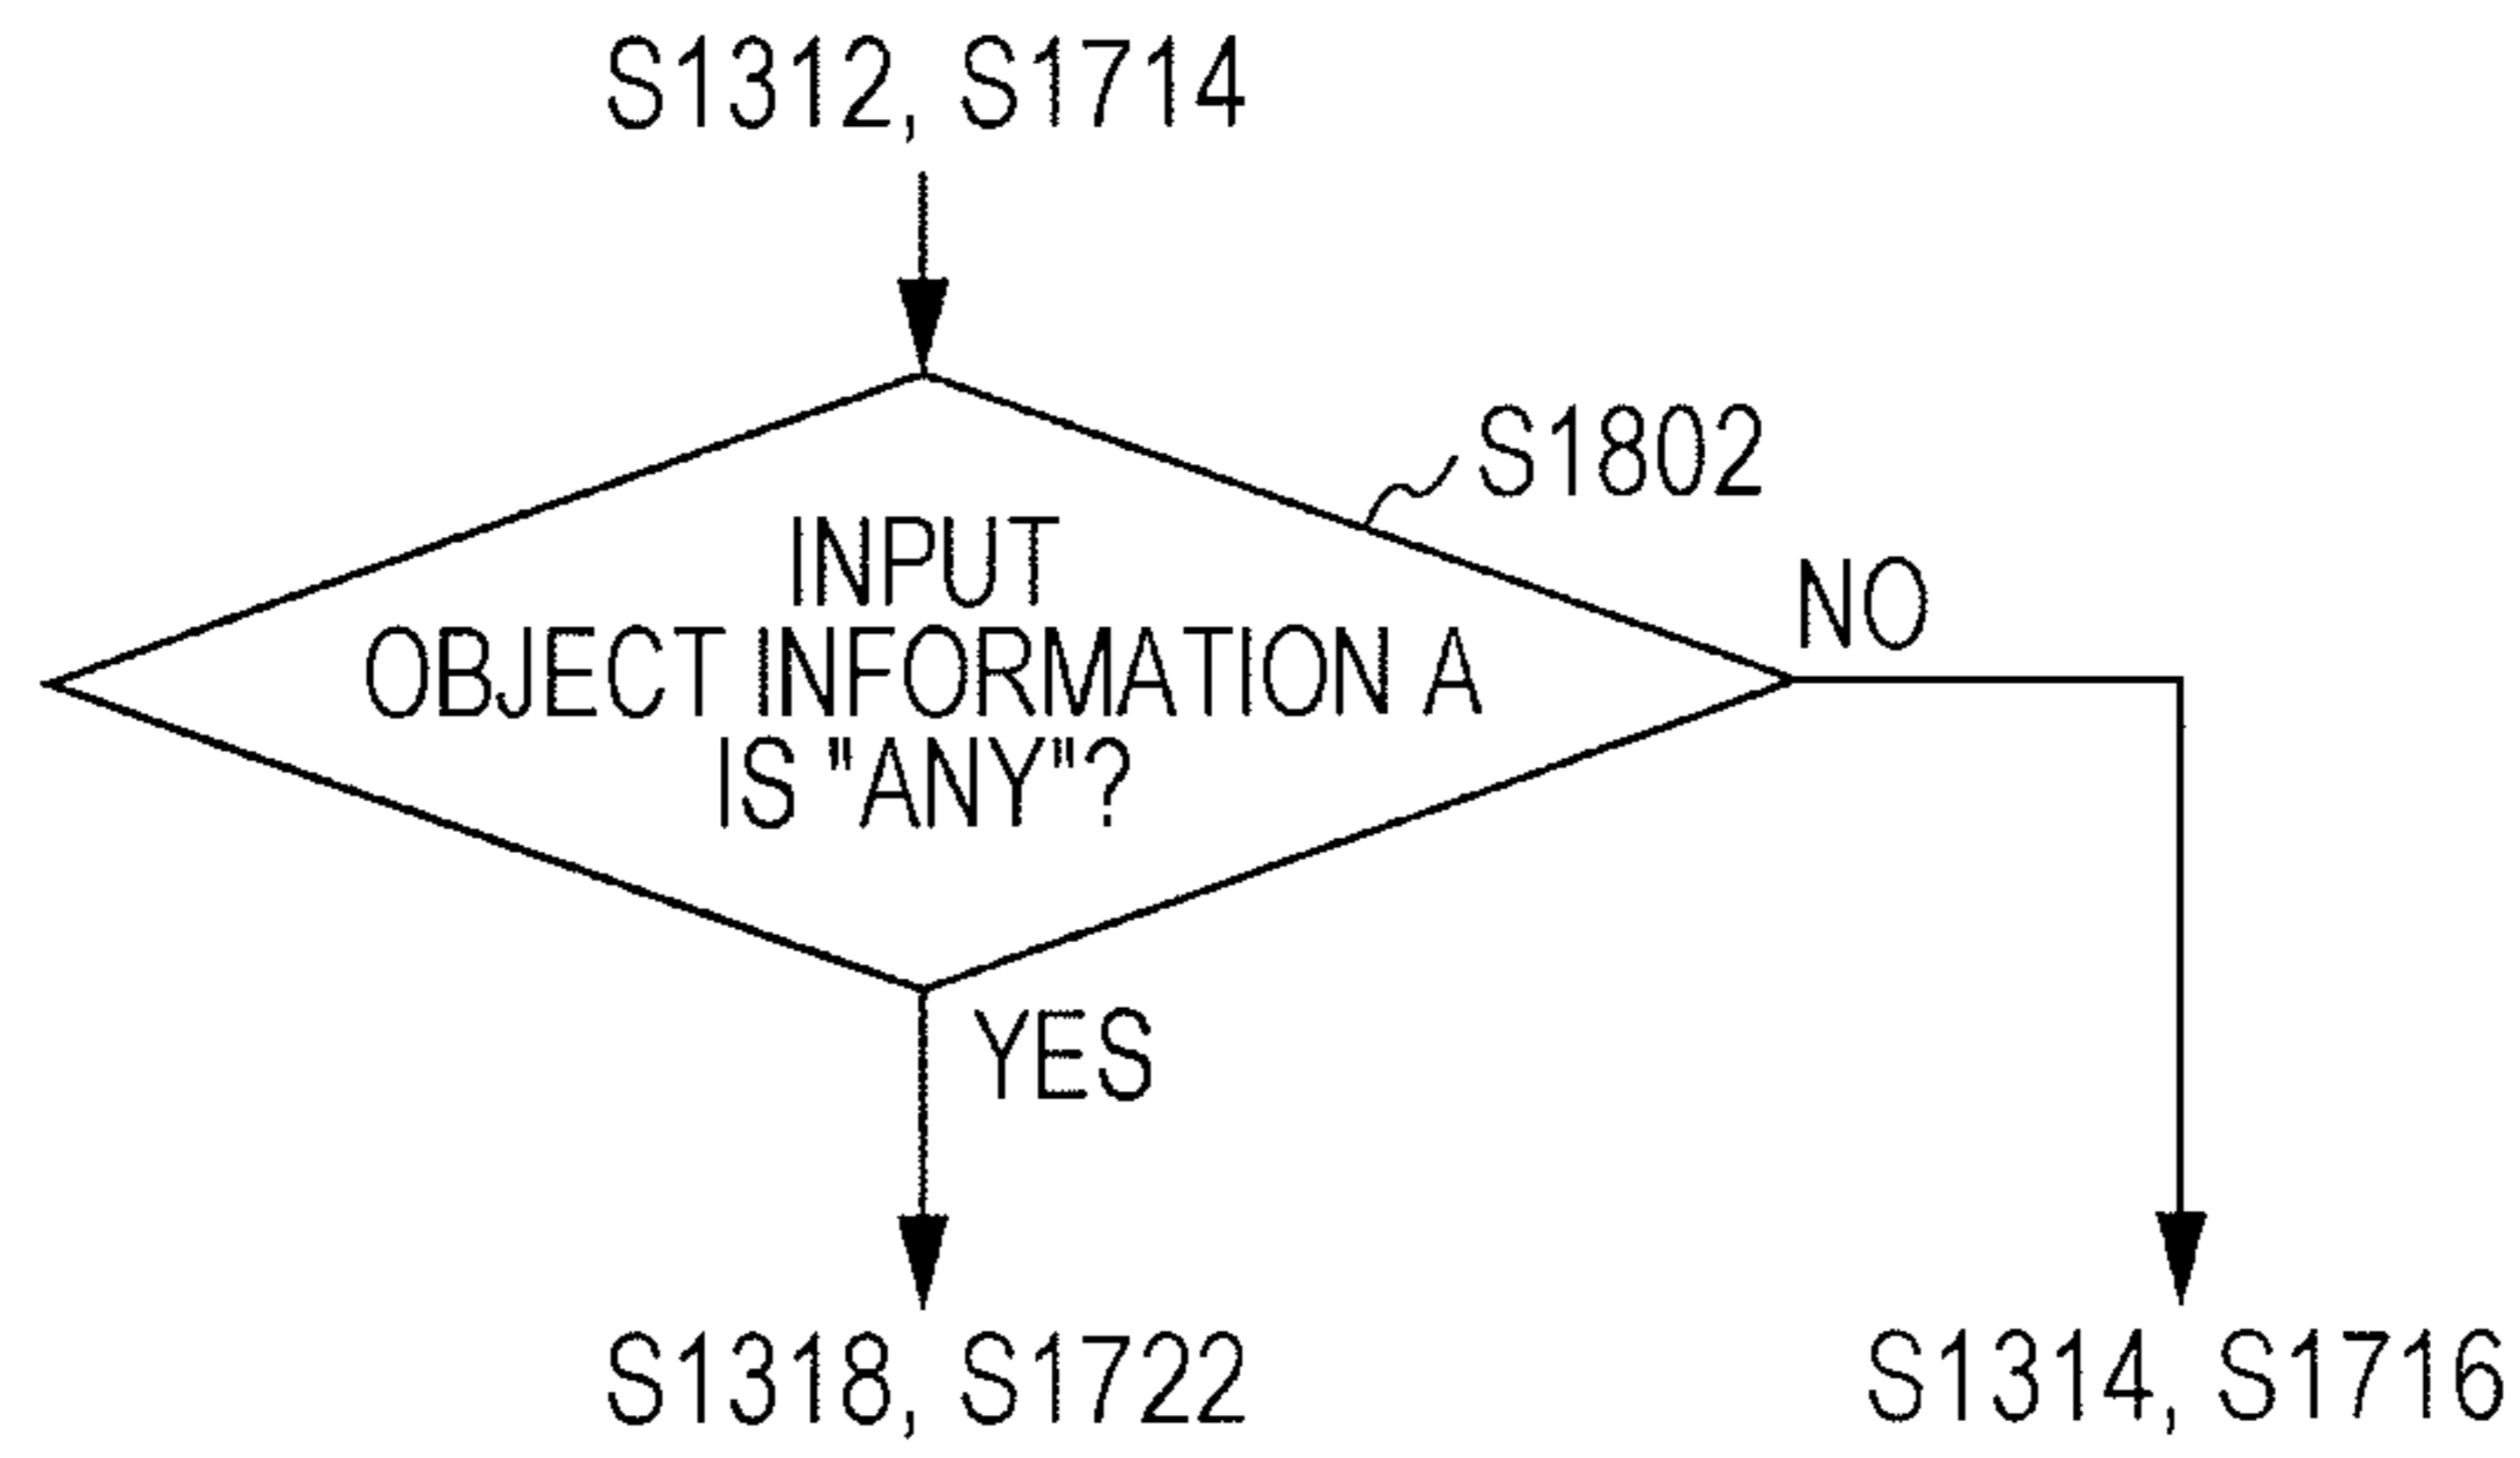 S1312, S1714
S1802
INPUT
OBJECT INFORMATION A
IS "ANY"?
NO
YES
S1318, S1722
S1314, S1716